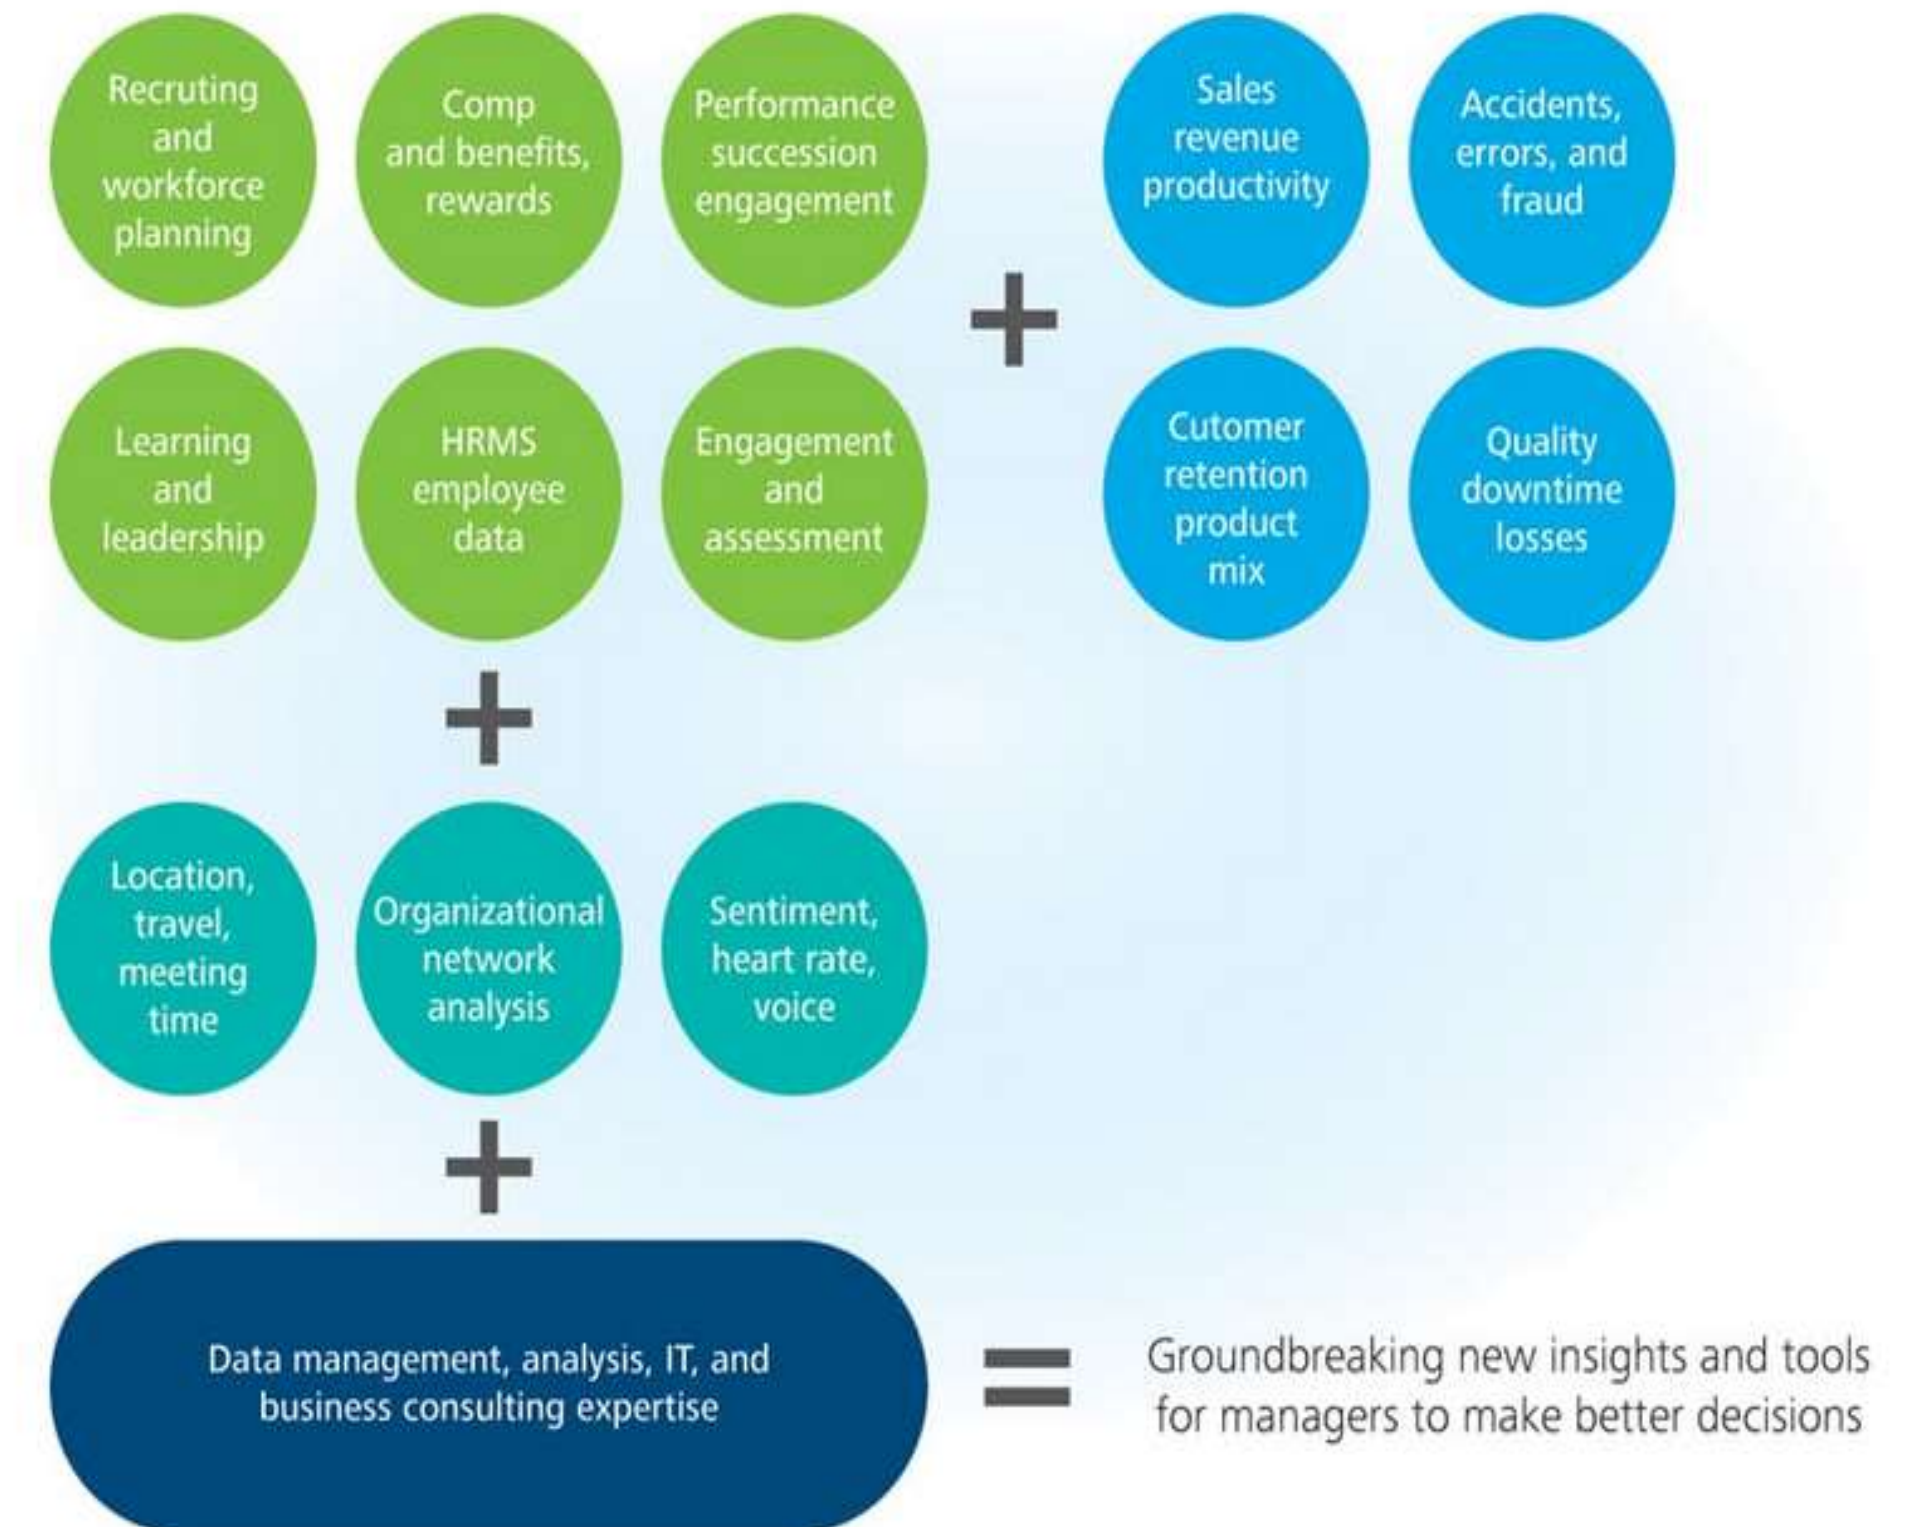 Recruting
and
workforce
planning
Comp
and benefits,
rewards
Performance
succession
engagement
Sales
revenue
productivity
Accidents,
errors, and
fraud
+
Learning
and
leadership
HRMS
employee
data
Engagement
and
assessment
Cutomer
retention
product
mix
Quality
downtime
losses
+
Location,
travel,
meeting
time
Organizational
network
analysis
Sentiment,
heart rate,
voice
+
Data management, analysis, IT, and
business consulting expertise
=
Groundbreaking new insights and tools
for managers to make better decisions